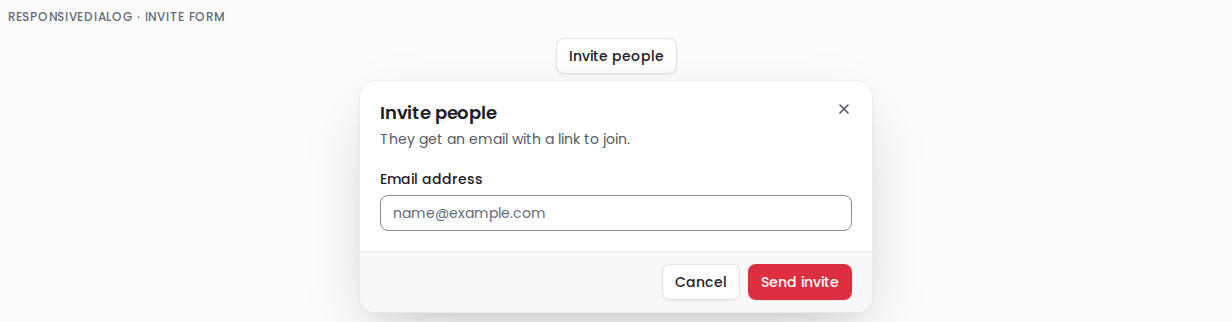 RESPONSIVEDIALOG · INVITE FORM
Invite people
Invite people
They get an email with a link to join.
Email address
name@example.com
Cancel
Send invite